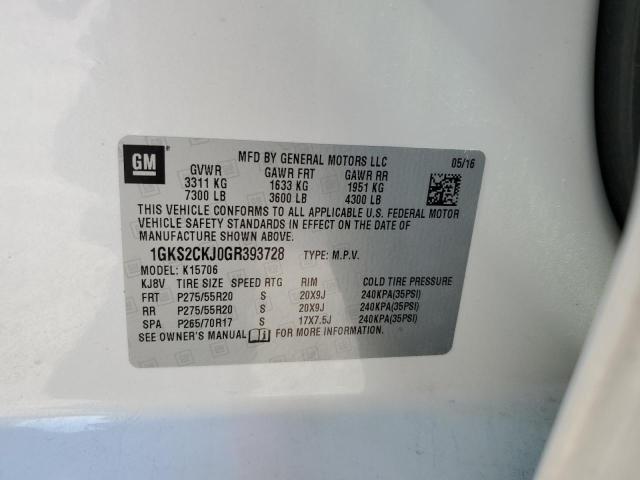 GM
MFD BY GENERAL MOTORS LLC 05/16
GVWR GAWR FRT GAWR RR
3311 KG 1633 KG 1951 KG
7300 LB 3600 LB 4300 LB
THIS VEHICLE CONFORMS TO ALL APPLICABLE U.S. FEDERAL MOTOR
VEHICLE SAFETY STANDARDS IN EFFECT ON THE DATE OF
MANUFACTURE SHOWN ABOVE.
1GKS2CKJ0GR393728 TYPE: M.P.V.
MODEL: K15706
KJ8V TIRE SIZE SPEED RTG RIM COLD TIRE PRESSURE
FRT P275/55R20 S 20X9J 240KPA(35PSI)
RR P275/55R20 S 20X9J 240KPA(35PSI)
SPA P265/70R17 S 17X7.5J 240KPA(35PSI)
SEE OWNER'S MANUAL FOR MORE INFORMATION.